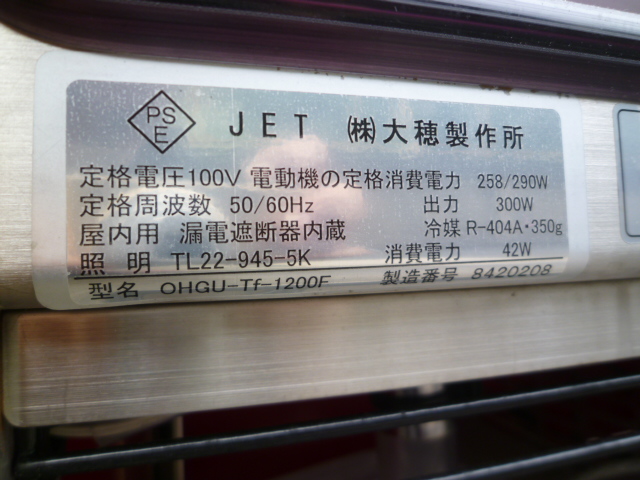 PSE JET ㈱大穂製作所
定格電圧100V 電動機の定格消費電力 258/290W
定格周波数 50/60Hz 出力 300W
屋内用 漏電遮断器内蔵 冷媒 R-404A・350g
照明 TL22-945-5K 消費電力 42W
型名 OHGU-Tf-1200F 製造番号 8420208